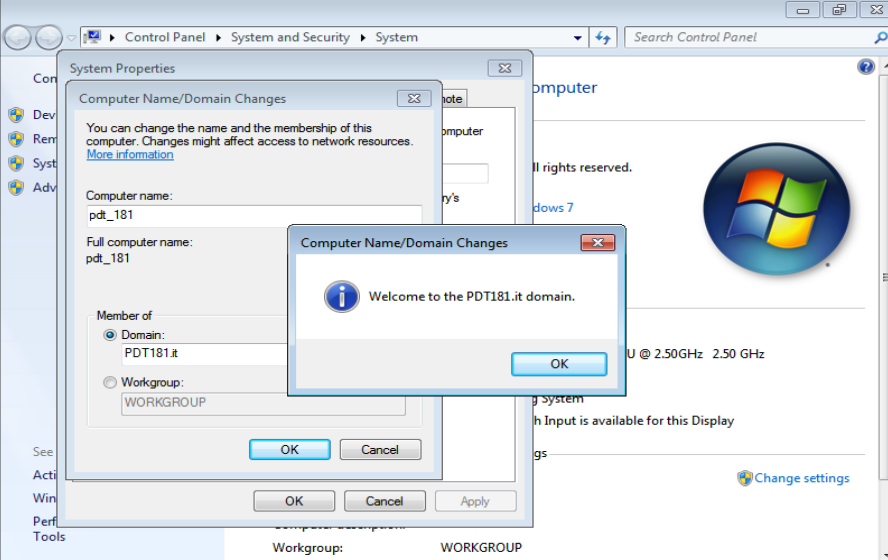 Control Panel
System and Security
System
Search Control Panel
System Properties
Computer Name/Domain Changes
You can change the name and the membership of this
computer. Changes might affect access to network resources.
More information
Computer name:
pdt_181
Full computer name:
pdt_181
Member of
Domain:
PDT181.it
Workgroup:
WORKGROUP
OK
Cancel
OK
Cancel
Apply
Computer Name/Domain Changes
Welcome to the PDT181.it domain.
OK
ll rights reserved.
dows 7
U @ 2.50GHz 2.50 GHz
g System
h Input is available for this Display
gs
Change settings
See
Acti
Win
Perf
Tools
Workgroup:
WORKGROUP
Con
Dev
Rem
Syst
Adv
note
omputer
omputer
ry's